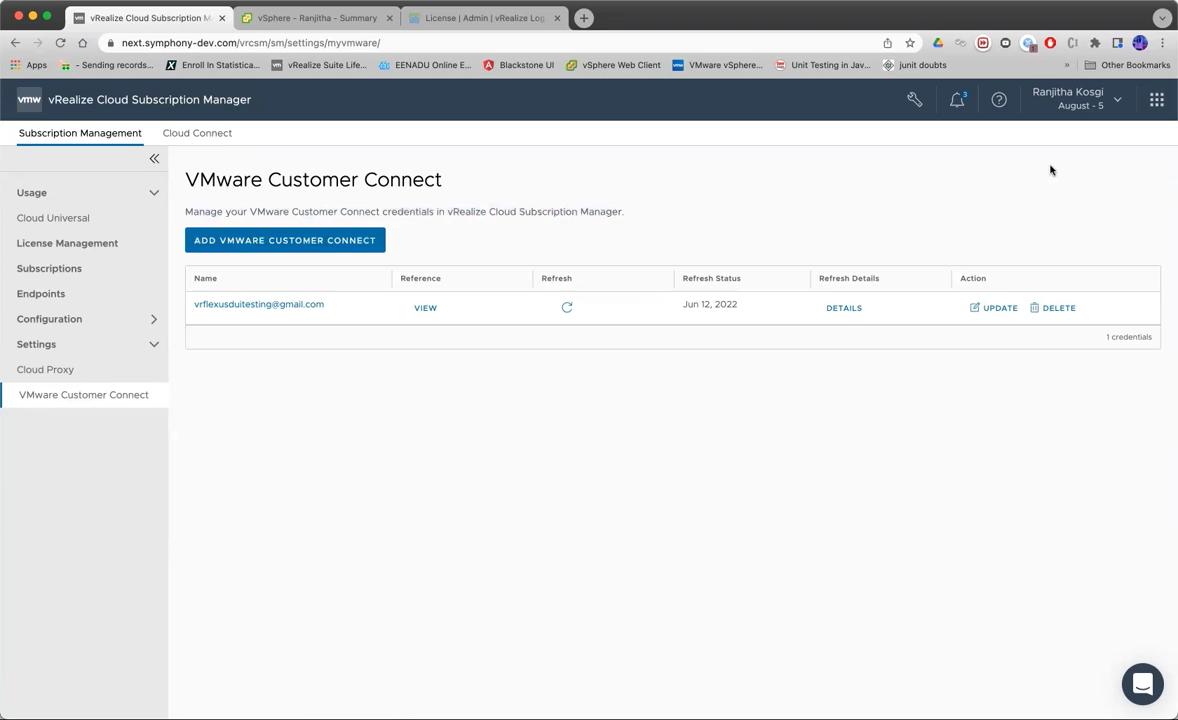 vRealize Cloud Subscription M
vSphere - Ranjitha - Summary
License | Admin | vRealize Log
next.symphony-dev.com/vrcsm/sm/settings/myvmware/
Apps
- Sending records...
Enroll In Statistica...
vRealize Suite Life...
EENADU Online E...
Blackstone UI
vSphere Web Client
VMware vSphere...
Unit Testing in Jav...
junit doubts
»
Other Bookmarks
vmw vRealize Cloud Subscription Manager
3
Ranjitha Kosgi
August - 5
Subscription Management
Cloud Connect
Usage
Cloud Universal
License Management
Subscriptions
Endpoints
Configuration
Settings
Cloud Proxy
VMware Customer Connect
VMware Customer Connect
Manage your VMware Customer Connect credentials in vRealize Cloud Subscription Manager.
ADD VMWARE CUSTOMER CONNECT
Name Reference Refresh Refresh Status Refresh Details Action
vrflexusduitesting@gmail.com VIEW Jun 12, 2022 DETAILS UPDATE DELETE
1 credentials